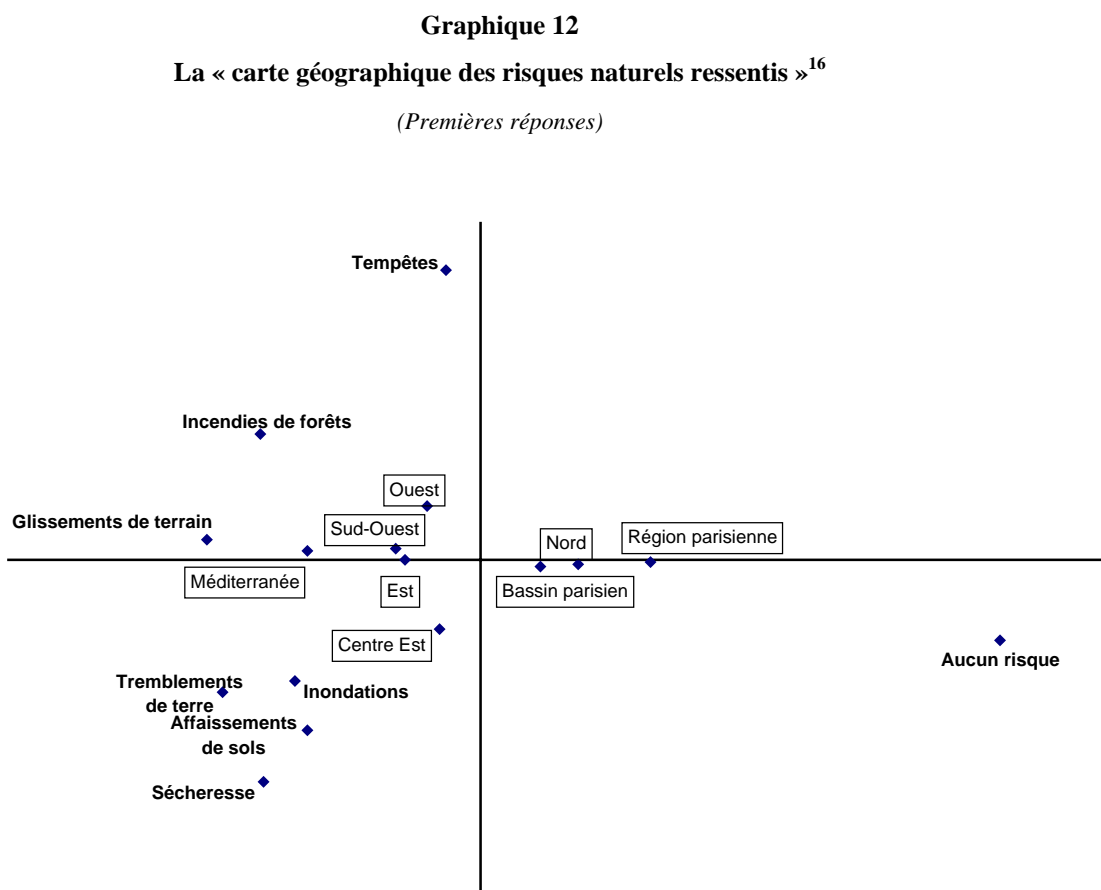 Graphique 12
La « carte géographique des risques naturels ressentis »16
(Premières réponses)
Tempêtes
Incendies de forêts
Ouest
Glissements de terrain
Sud-Ouest
Nord
Région parisienne
Méditerranée
Est
Bassin parisien
Centre Est
Aucun risque
Tremblements
de terre
Inondations
Affaissements
de sols
Sécheresse